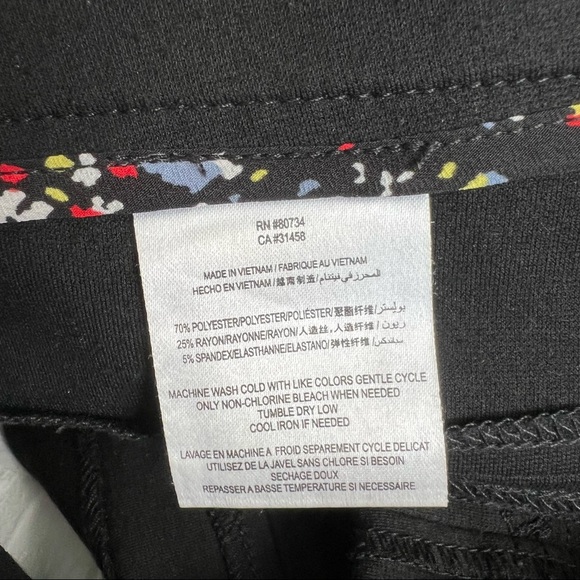 RN #80734
CA #31458
MADE IN VIETNAM / FABRIQUE AU VIETNAM
HECHO EN VIETNAM/越南制造/المحرز في فيتنام
70% POLYESTER/POLYESTER/POLIÉSTER/聚酯纤维/بوليستر
25% RAYON/RAYONNE/RAYON/人造丝，人造纤维/ريون
5% SPANDEX/ELASTHANNE/ELASTANO/弹性纤维/سباندكس
MACHINE WASH COLD WITH LIKE COLORS GENTLE CYCLE
ONLY NON-CHLORINE BLEACH WHEN NEEDED
TUMBLE DRY LOW
COOL IRON IF NEEDED
LAVAGE EN MACHINE A FROID SEPAREMENT CYCLE DELICAT
UTILISEZ DE LA JAVEL SANS CHLORE SI BESOIN
SECHAGE DOUX
REPASSER A BASSE TEMPERATURE SI NECESSAIRE